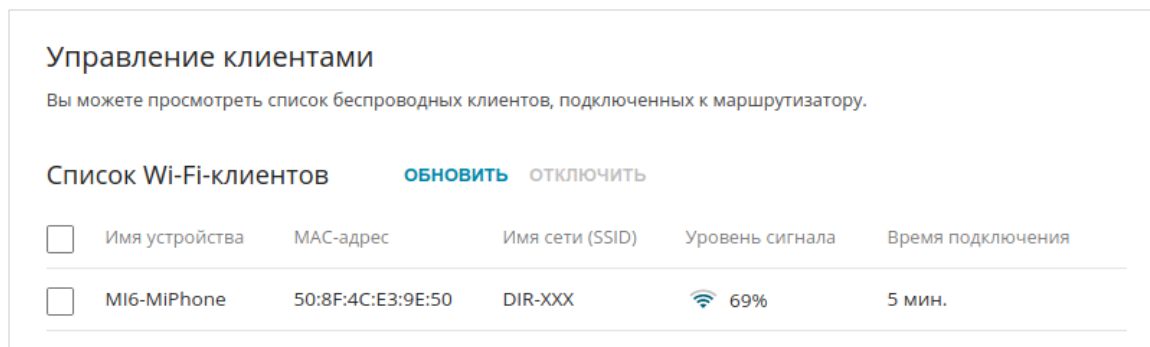 Управление клиентами
Вы можете просмотреть список беспроводных клиентов, подключенных к маршрутизатору.
Список Wi-Fi-клиентов ОБНОВИТЬ ОТКЛЮЧИТЬ
Имя устройства MAC-адрес Имя сети (SSID) Уровень сигнала Время подключения
MI6-MiPhone 50:8F:4C:E3:9E:50 DIR-XXX 69% 5 мин.